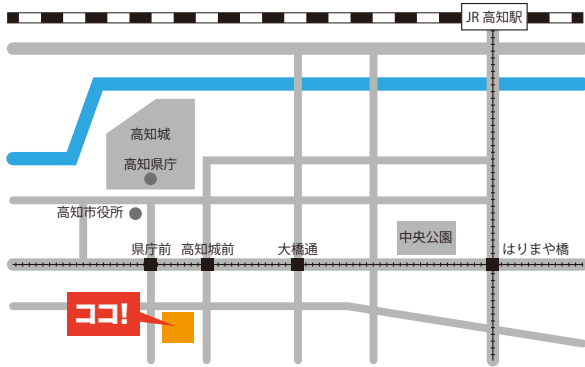 JR 高知駅
高知城
高知県庁
高知市役所
中央公園
県庁前
高知城前
大橋通
はりまや橋
ココ!